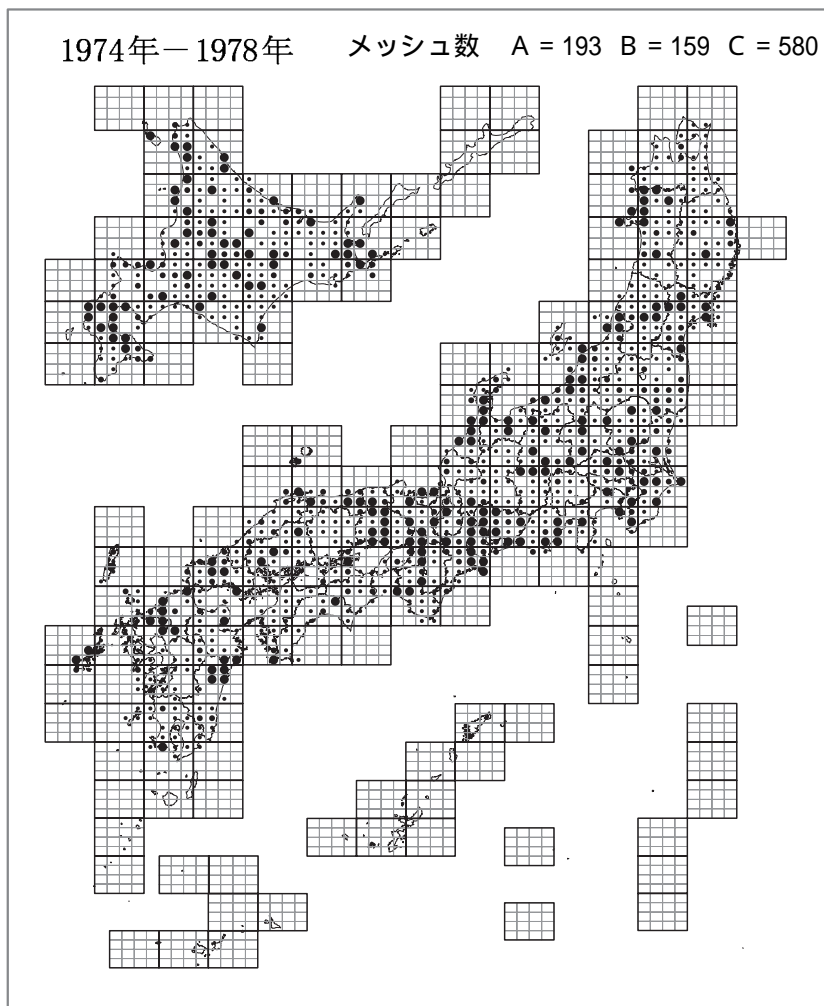 1974年－1978年 メッシュ数 A = 193 B = 159 C = 580